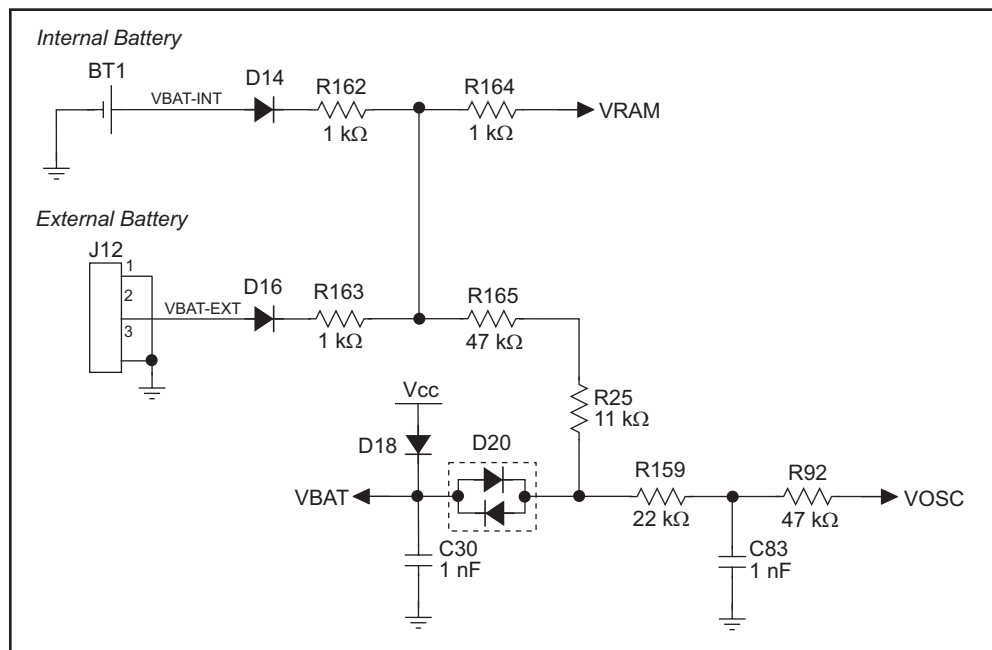 Internal Battery
BT1
VBAT-INT
D14
R162
1 kΩ
R164
1 kΩ
VRAM
External Battery
J12
1
2
3
VBAT-EXT
D16
R163
1 kΩ
R165
47 kΩ
R25
11 kΩ
Vcc
D18
D20
VBAT
C30
1 nF
R159
22 kΩ
R92
47 kΩ
VOSC
C83
1 nF